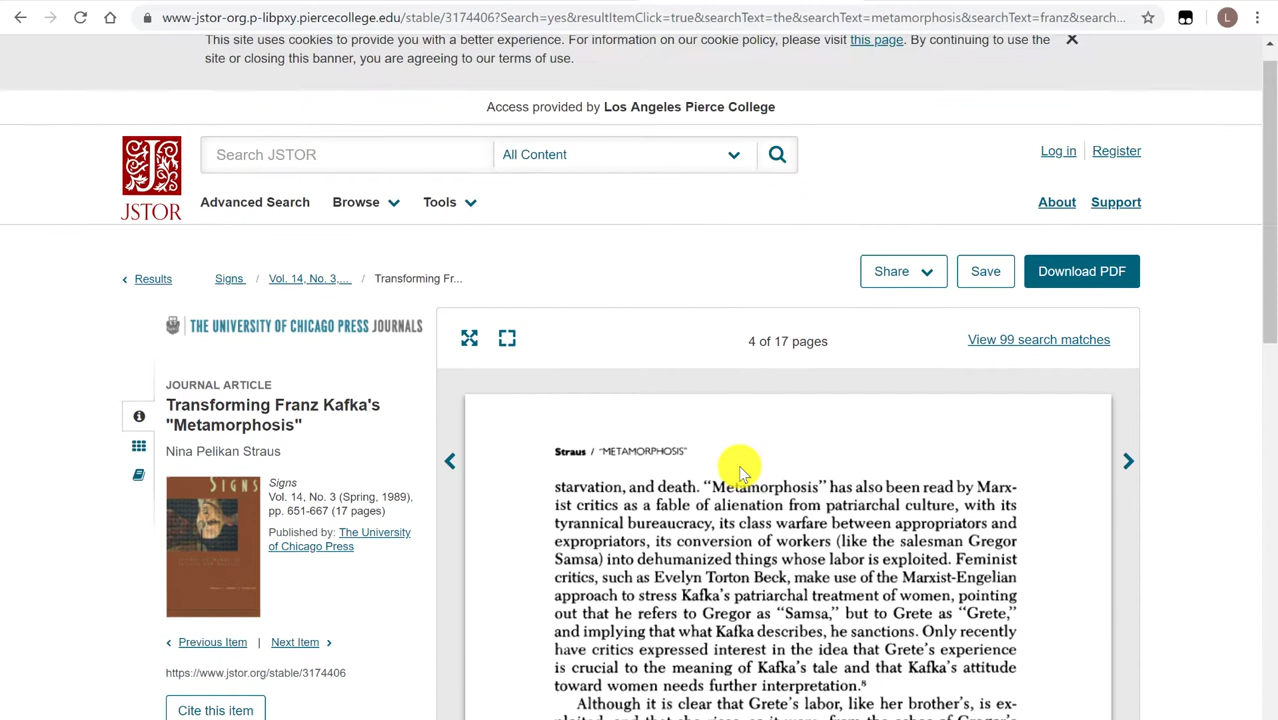 www-jstor-org.p-libpxy.piercecollege.edu/stable/3174406?Search=yes&resultItemClick=true&searchText=the&searchText=metamorphosis&searchText=franz&search...
L
This site uses cookies to provide you with a better experience. For information on our cookie policy, please visit this page. By continuing to use the
site or closing this banner, you are agreeing to our terms of use.
Access provided by Los Angeles Pierce College
JSTOR
Search JSTOR
All Content
Log in
Register
Advanced Search
Browse
Tools
About
Support
Results
Signs / Vol. 14, No. 3,... / Transforming Fr...
Share
Save
Download PDF
THE UNIVERSITY OF CHICAGO PRESS JOURNALS
4 of 17 pages
View 99 search matches
JOURNAL ARTICLE
Transforming Franz Kafka's
"Metamorphosis"
Nina Pelikan Straus
SIGNS
Signs
Vol. 14, No. 3 (Spring, 1989),
pp. 651-667 (17 pages)
Published by: The University
of Chicago Press
Previous Item | Next Item
https://www.jstor.org/stable/3174406
Cite this item
Straus / "METAMORPHOSIS"
starvation, and death. "Metamorphosis" has also been read by Marx-
ist critics as a fable of alienation from patriarchal culture, with its
tyrannical bureaucracy, its class warfare between appropriators and
expropriators, its conversion of workers (like the salesman Gregor
Samsa) into dehumanized things whose labor is exploited. Feminist
critics, such as Evelyn Torton Beck, make use of the Marxist-Engelian
approach to stress Kafka's patriarchal treatment of women, pointing
out that he refers to Gregor as "Samsa," but to Grete as "Grete,"
and implying that what Kafka describes, he sanctions. Only recently
have critics expressed interest in the idea that Grete's experience
is crucial to the meaning of Kafka's tale and that Kafka's attitude
toward women needs further interpretation.⁸
Although it is clear that Grete's labor, like her brother's, is ex-